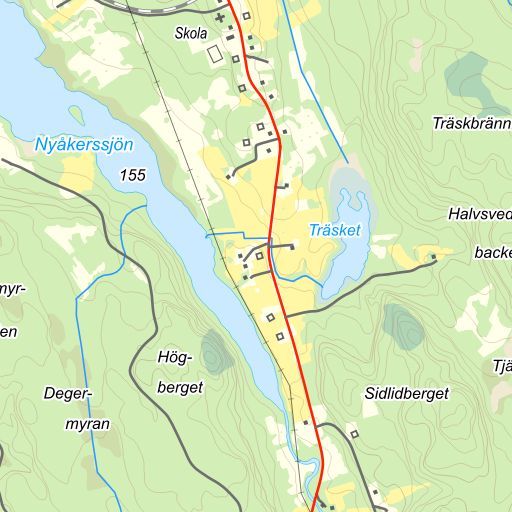 Skola
Träskbränn
Nyåkerssjön
155
Halvsved
backe
Träsket
myr-
en
Hög-
berget
Deger-
myran
Sidlidberget
Tjä